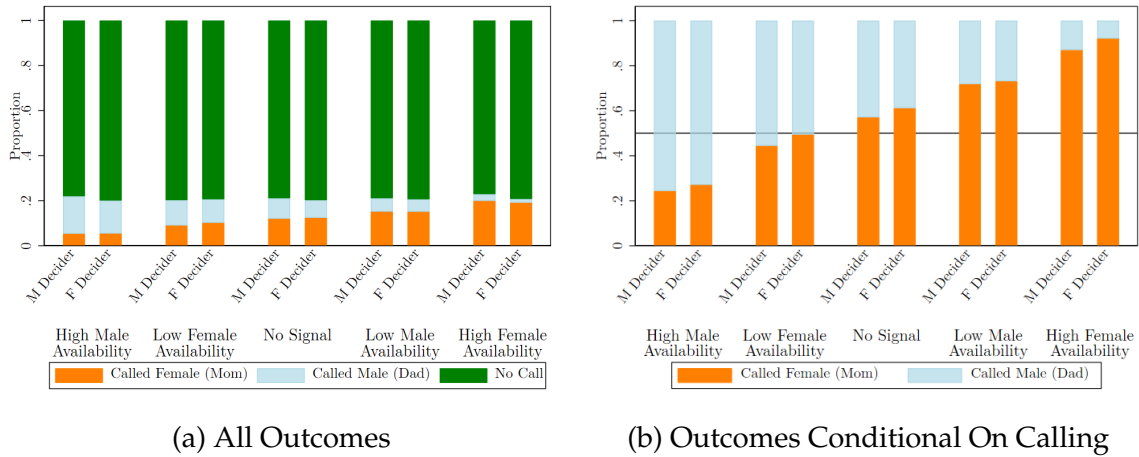 Proportion
0
.2
.4
.6
.8
1
M Decider
F Decider
M Decider
F Decider
M Decider
F Decider
M Decider
F Decider
M Decider
F Decider
High Male
Availability
Low Female
Availability
No Signal
Low Male
Availability
High Female
Availability
Called Female (Mom)
Called Male (Dad)
No Call
(a) All Outcomes
Proportion
0
.2
.4
.6
.8
1
M Decider
F Decider
M Decider
F Decider
M Decider
F Decider
M Decider
F Decider
M Decider
F Decider
High Male
Availability
Low Female
Availability
No Signal
Low Male
Availability
High Female
Availability
Called Female (Mom)
Called Male (Dad)
(b) Outcomes Conditional On Calling